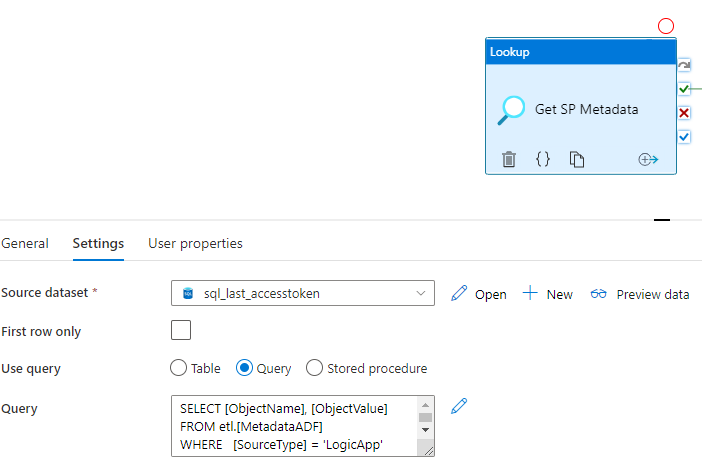 Lookup
Get SP Metadata
General Settings User properties
Source dataset * sql_last_accesstoken Open New Preview data
First row only
Use query Table Query Stored procedure
Query SELECT [ObjectName], [ObjectValue]
FROM etl.[MetadataADF]
WHERE [SourceType] = 'LogicApp'